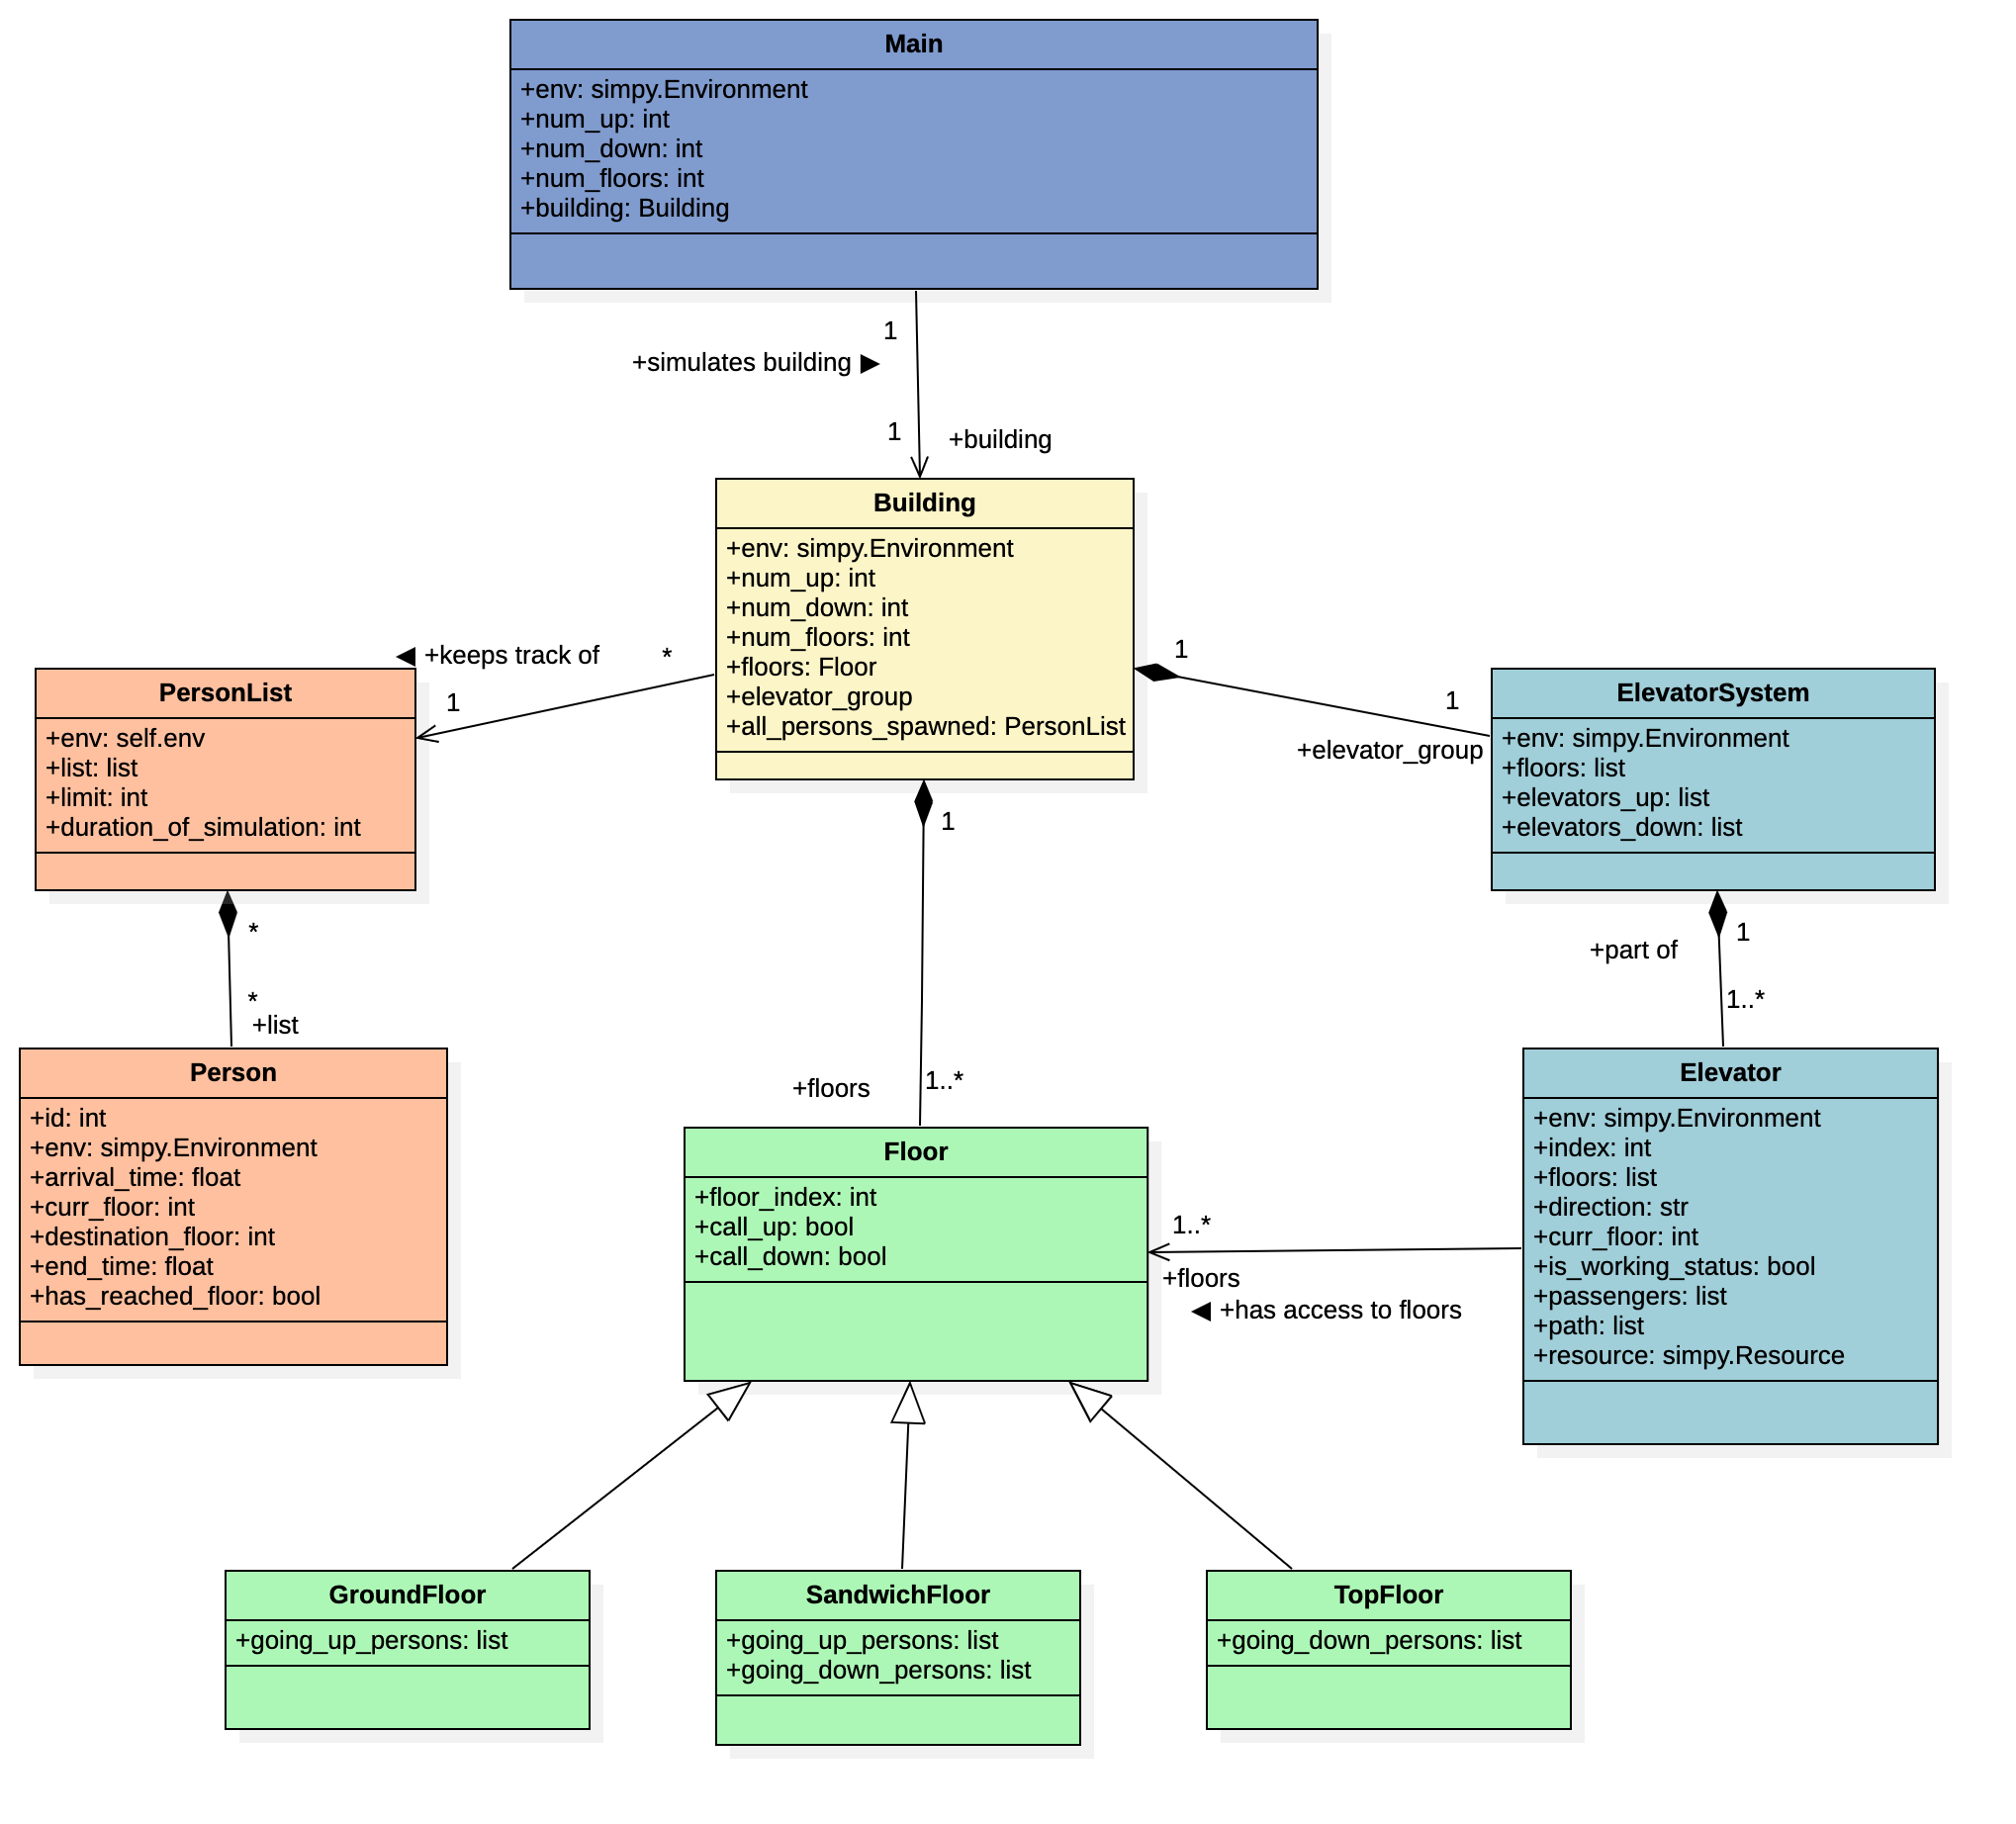 Main
+env: simpy.Environment
+num_up: int
+num_down: int
+num_floors: int
+building: Building
1
+simulates building ▶
1
+building
Building
+env: simpy.Environment
+num_up: int
+num_down: int
+num_floors: int
+floors: Floor
+elevator_group
+all_persons_spawned: PersonList
◀ +keeps track of
*
1
PersonList
+env: self.env
+list: list
+limit: int
+duration_of_simulation: int
1
1
+elevator_group
ElevatorSystem
+env: simpy.Environment
+floors: list
+elevators_up: list
+elevators_down: list
*
*
+list
Person
+id: int
+env: simpy.Environment
+arrival_time: float
+curr_floor: int
+destination_floor: int
+end_time: float
+has_reached_floor: bool
1
+floors
1..*
Floor
+floor_index: int
+call_up: bool
+call_down: bool
1
+part of
1..*
Elevator
+env: simpy.Environment
+index: int
+floors: list
+direction: str
+curr_floor: int
+is_working_status: bool
+passengers: list
+path: list
+resource: simpy.Resource
1..*
+floors
◀ +has access to floors
GroundFloor
+going_up_persons: list
SandwichFloor
+going_up_persons: list
+going_down_persons: list
TopFloor
+going_down_persons: list